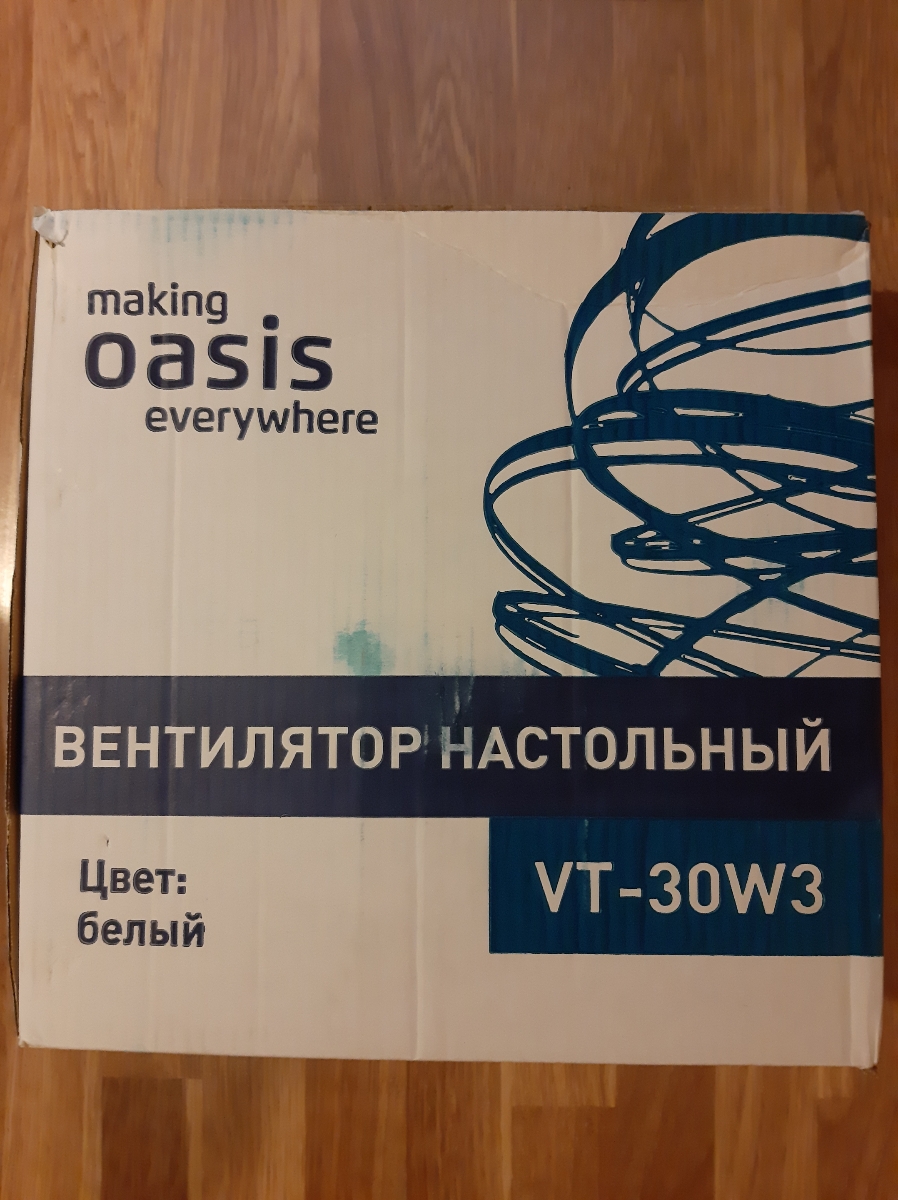 making
oasis
everywhere
ВЕНТИЛЯТОР НАСТОЛЬНЫЙ
VT-30W3
Цвет:
белый